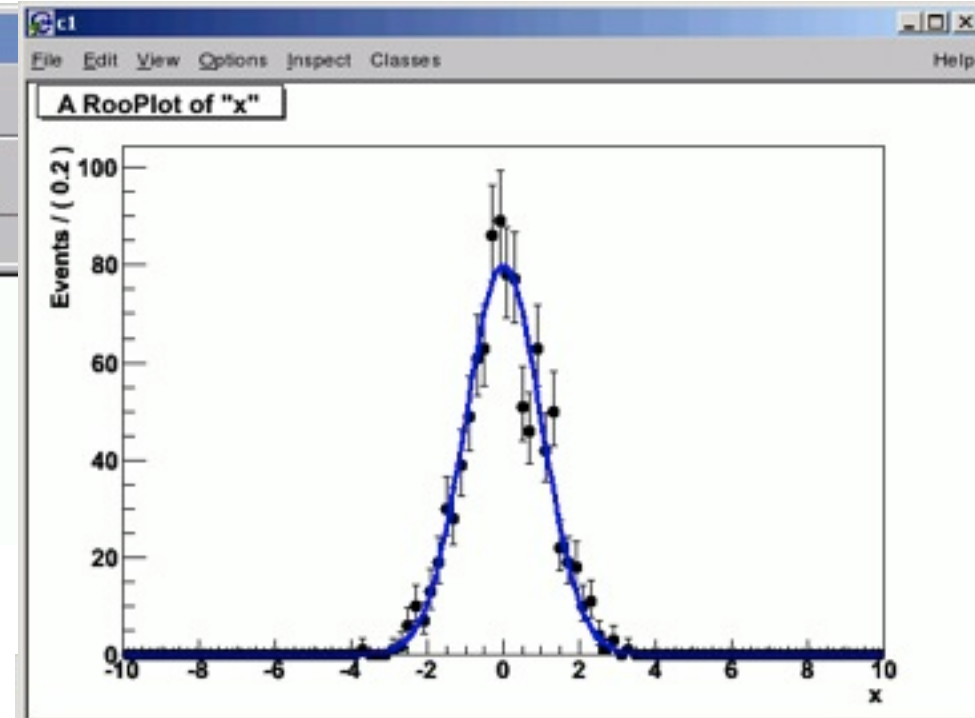 c1
File Edit View Options Inspect Classes Help
A RooPlot of "x"
Events / ( 0.2 )
100
80
60
40
20
0
-10 -8 -6 -4 -2 0 2 4 6 8 10
x